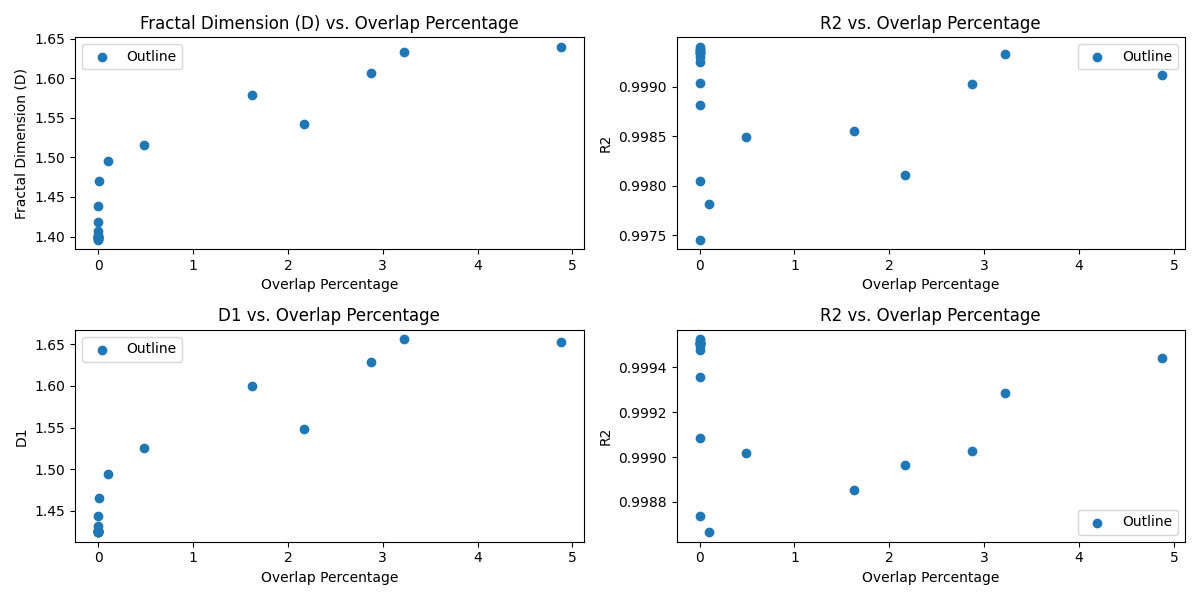 Fractal Dimension (D) vs. Overlap Percentage
Outline
Fractal Dimension (D)
1.65
1.60
1.55
1.50
1.45
1.40
0 1 2 3 4 5
Overlap Percentage
R2 vs. Overlap Percentage
Outline
R2
0.9990
0.9985
0.9980
0.9975
0 1 2 3 4 5
Overlap Percentage
D1 vs. Overlap Percentage
Outline
D1
1.65
1.60
1.55
1.50
1.45
0 1 2 3 4 5
Overlap Percentage
R2 vs. Overlap Percentage
R2
0.9994
0.9992
0.9990
0.9988
Outline
0 1 2 3 4 5
Overlap Percentage